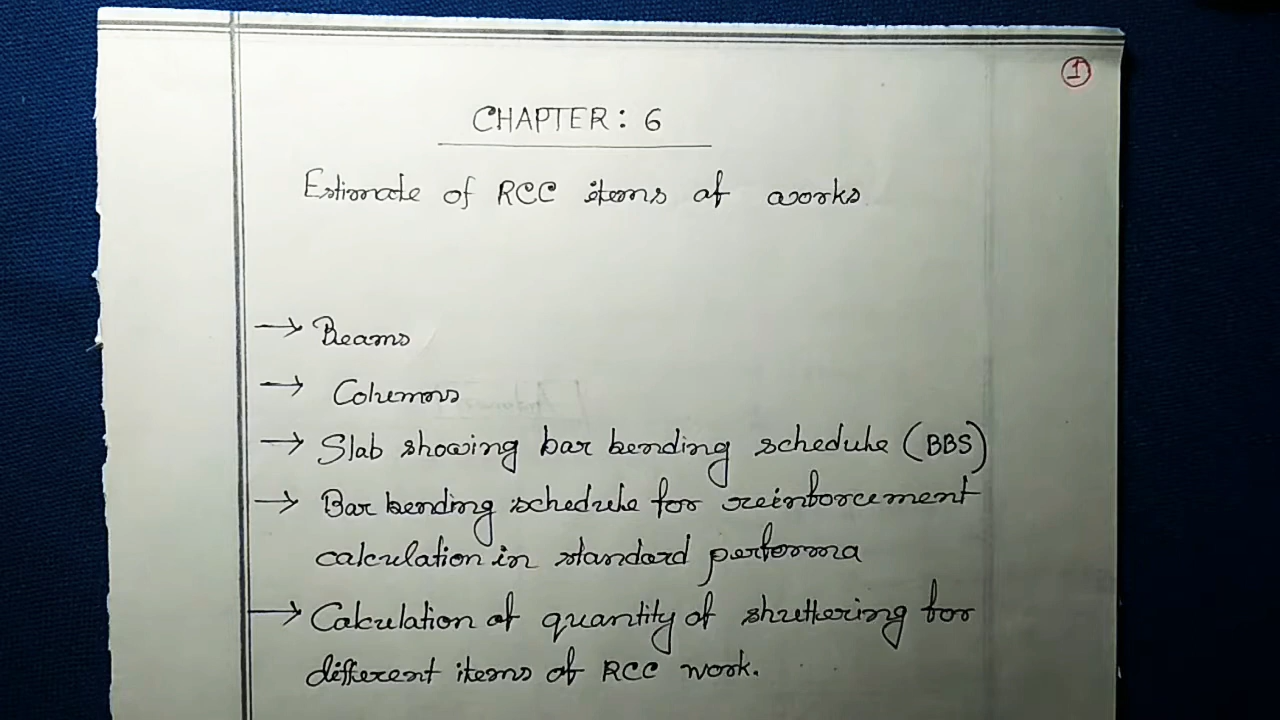 1
CHAPTER: 6
Estimate of RCC items of works
→ Beams
→ Columns
→ Slab showing bar bending schedule (BBS)
→ Bar bending schedule for reinforcement
calculation in standard performa
→ Calculation of quantity of shuttering for
different items of RCC work.